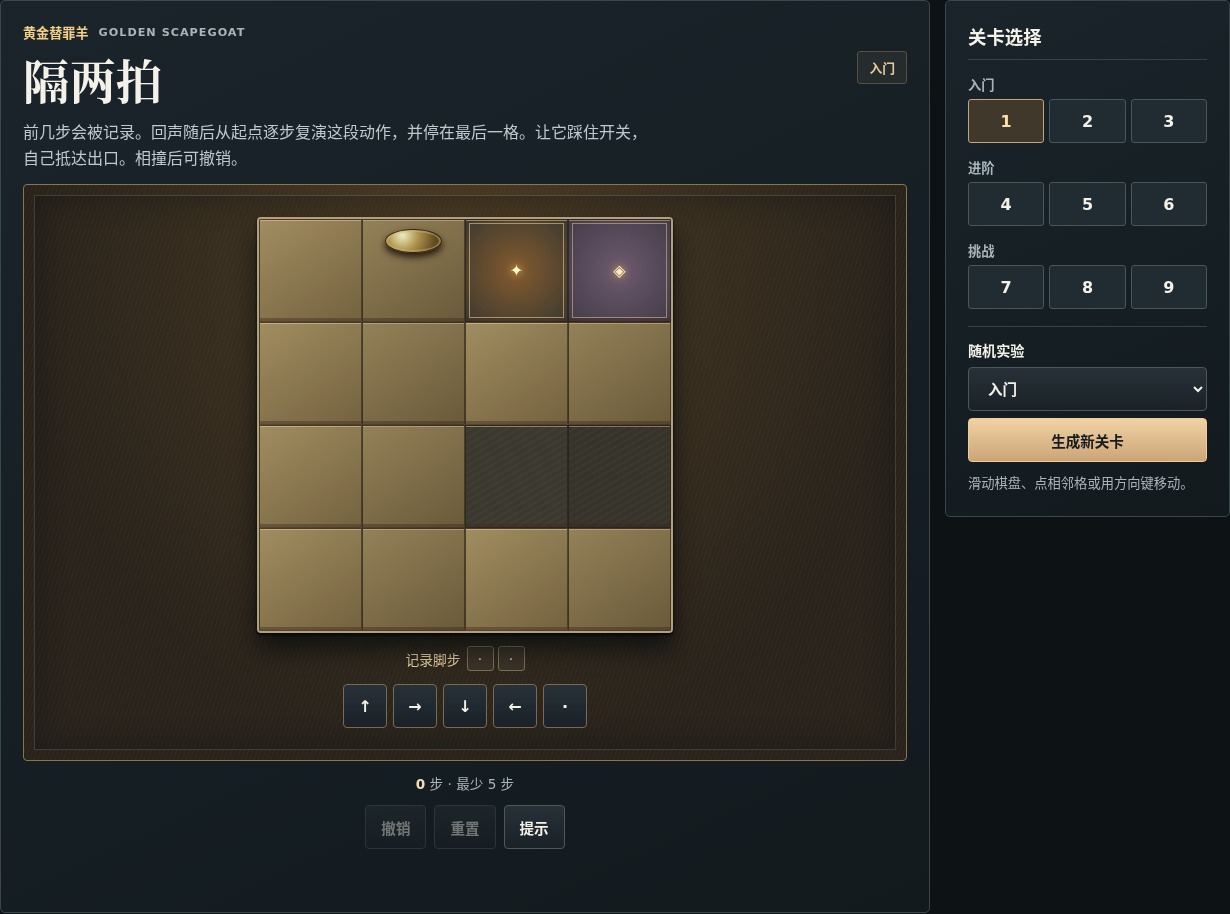 黄金替罪羊 GOLDEN SCAPEGOAT
隔两拍
入门
前几步会被记录。回声随后从起点逐步复演这段动作，并停在最后一格。让它踩住开关，
自己抵达出口。相撞后可撤销。
✦ ◈
记录脚步 · ·
↑ → ↓ ← ·
0 步 · 最少 5 步
撤销 重置 提示
关卡选择
入门
1 2 3
进阶
4 5 6
挑战
7 8 9
随机实验
入门
生成新关卡
滑动棋盘、点相邻格或用方向键移动。